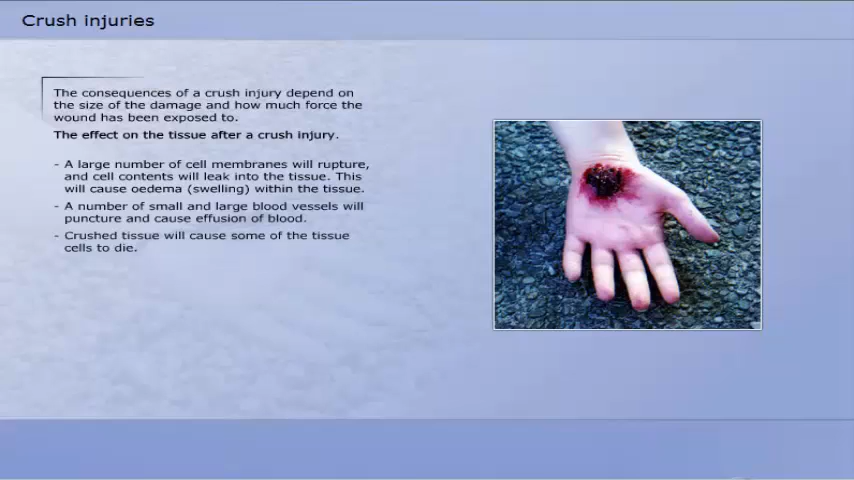 Crush injuries
The consequences of a crush injury depend on
the size of the damage and how much force the
wound has been exposed to.
The effect on the tissue after a crush injury.
- A large number of cell membranes will rupture,
and cell contents will leak into the tissue. This
will cause oedema (swelling) within the tissue.
- A number of small and large blood vessels will
puncture and cause effusion of blood.
- Crushed tissue will cause some of the tissue
cells to die.